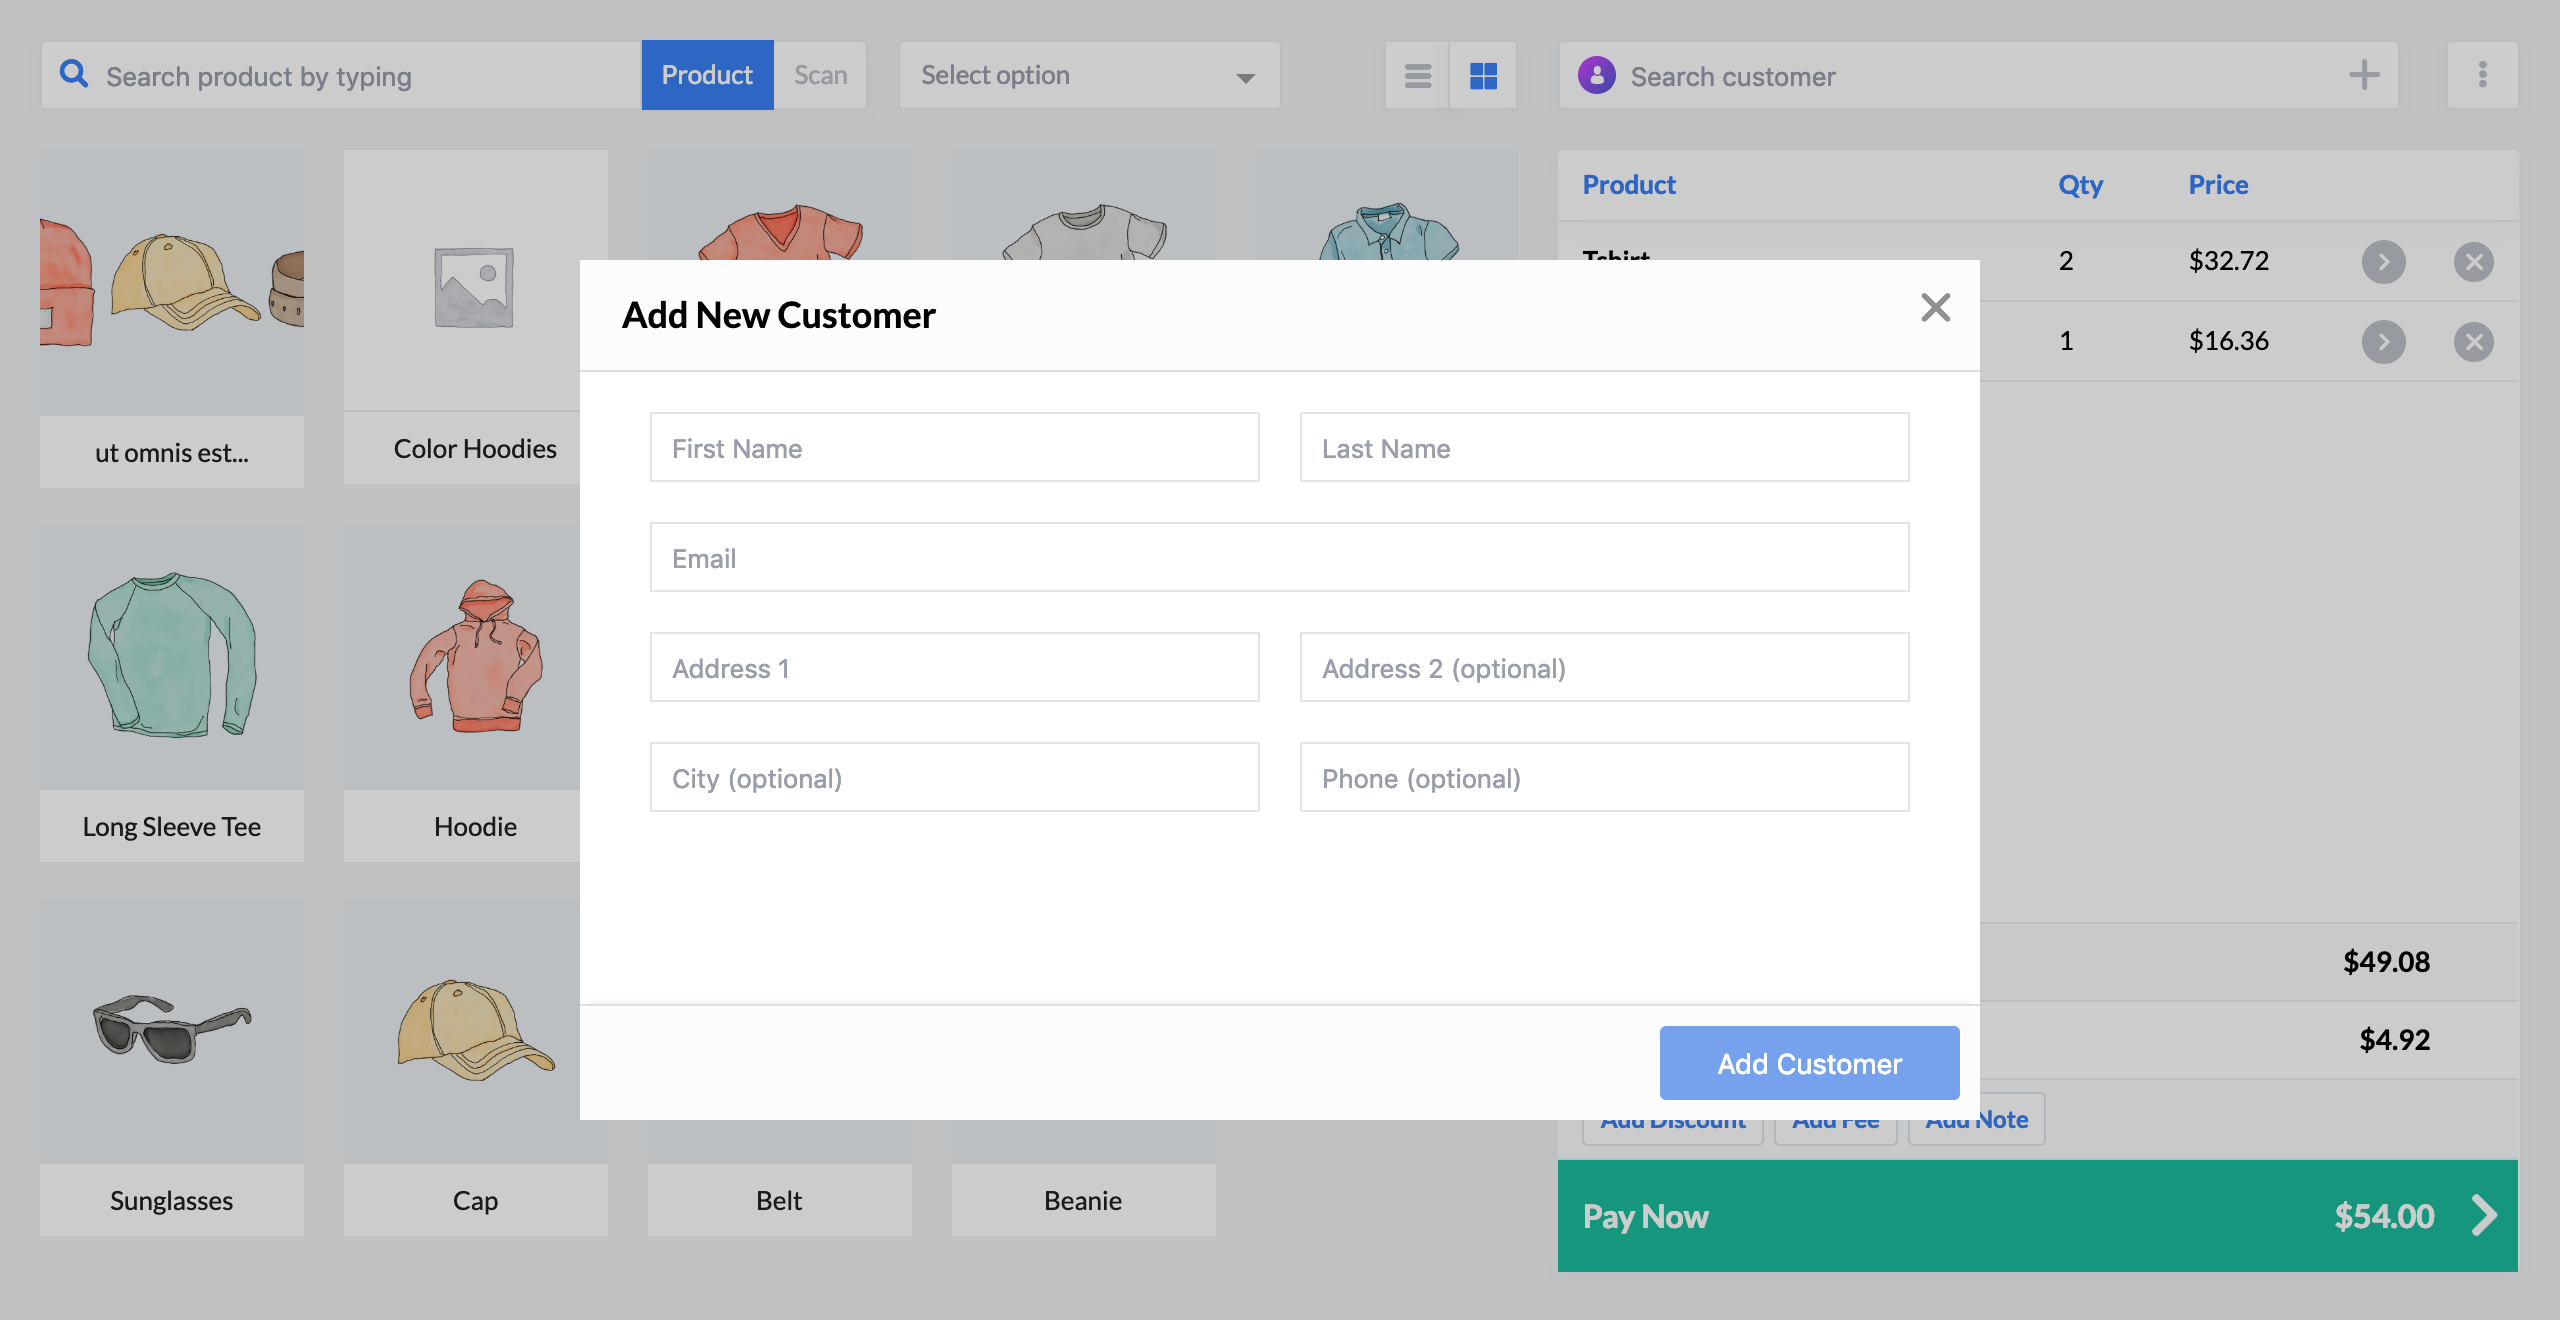 Search product by typing Product Scan Select option Search customer
Product Qty Price
Tshirt 2 $32.72
1 $16.36
Add New Customer
First Name Last Name
Email
Address 1 Address 2 (optional)
City (optional) Phone (optional)
Add Customer
ut omnis est... Color Hoodies
Long Sleeve Tee Hoodie
Sunglasses Cap Belt Beanie
$49.08
$4.92
Add Discount Add Fee Add Note
Pay Now $54.00